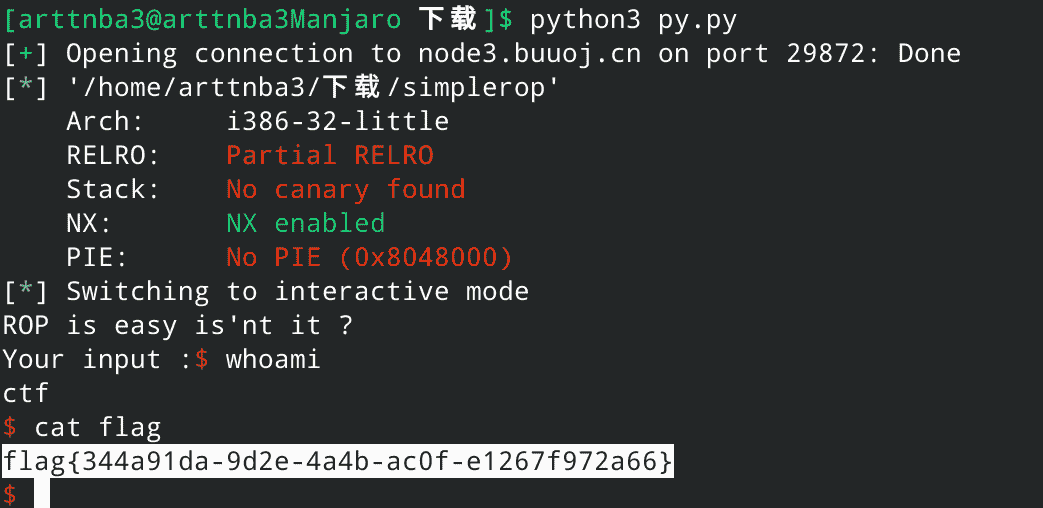 [arttnba3@arttnba3Manjaro 下载]$ python3 py.py
[+] Opening connection to node3.buuoj.cn on port 29872: Done
[*] '/home/arttnba3/下载/simplerop'
    Arch:     i386-32-little
    RELRO:    Partial RELRO
    Stack:    No canary found
    NX:       NX enabled
    PIE:      No PIE (0x8048000)
[*] Switching to interactive mode
ROP is easy is'nt it ?
Your input :$ whoami
ctf
$ cat flag
flag{344a91da-9d2e-4a4b-ac0f-e1267f972a66}
$